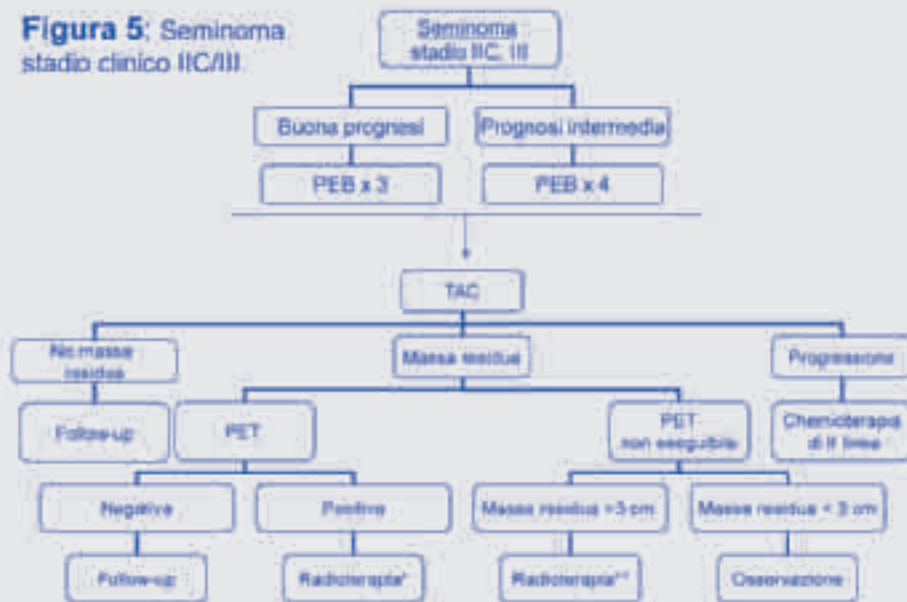 Figura 5: Seminoma
stadio clinico IIC/III
Seminoma
stadio IIC, III
Buona prognosi
Prognosi intermedia
PEB x 3
PEB x 4
TAC
No massa
residua
Massa residua
Progressione
Follow-up
PET
PET
non eseguibile
Chemioterapia
di II linea
Negativa
Positiva
Massa residua >3 cm
Massa residua < 3 cm
Follow-up
Radioterapia*
Radioterapia**
Osservazione